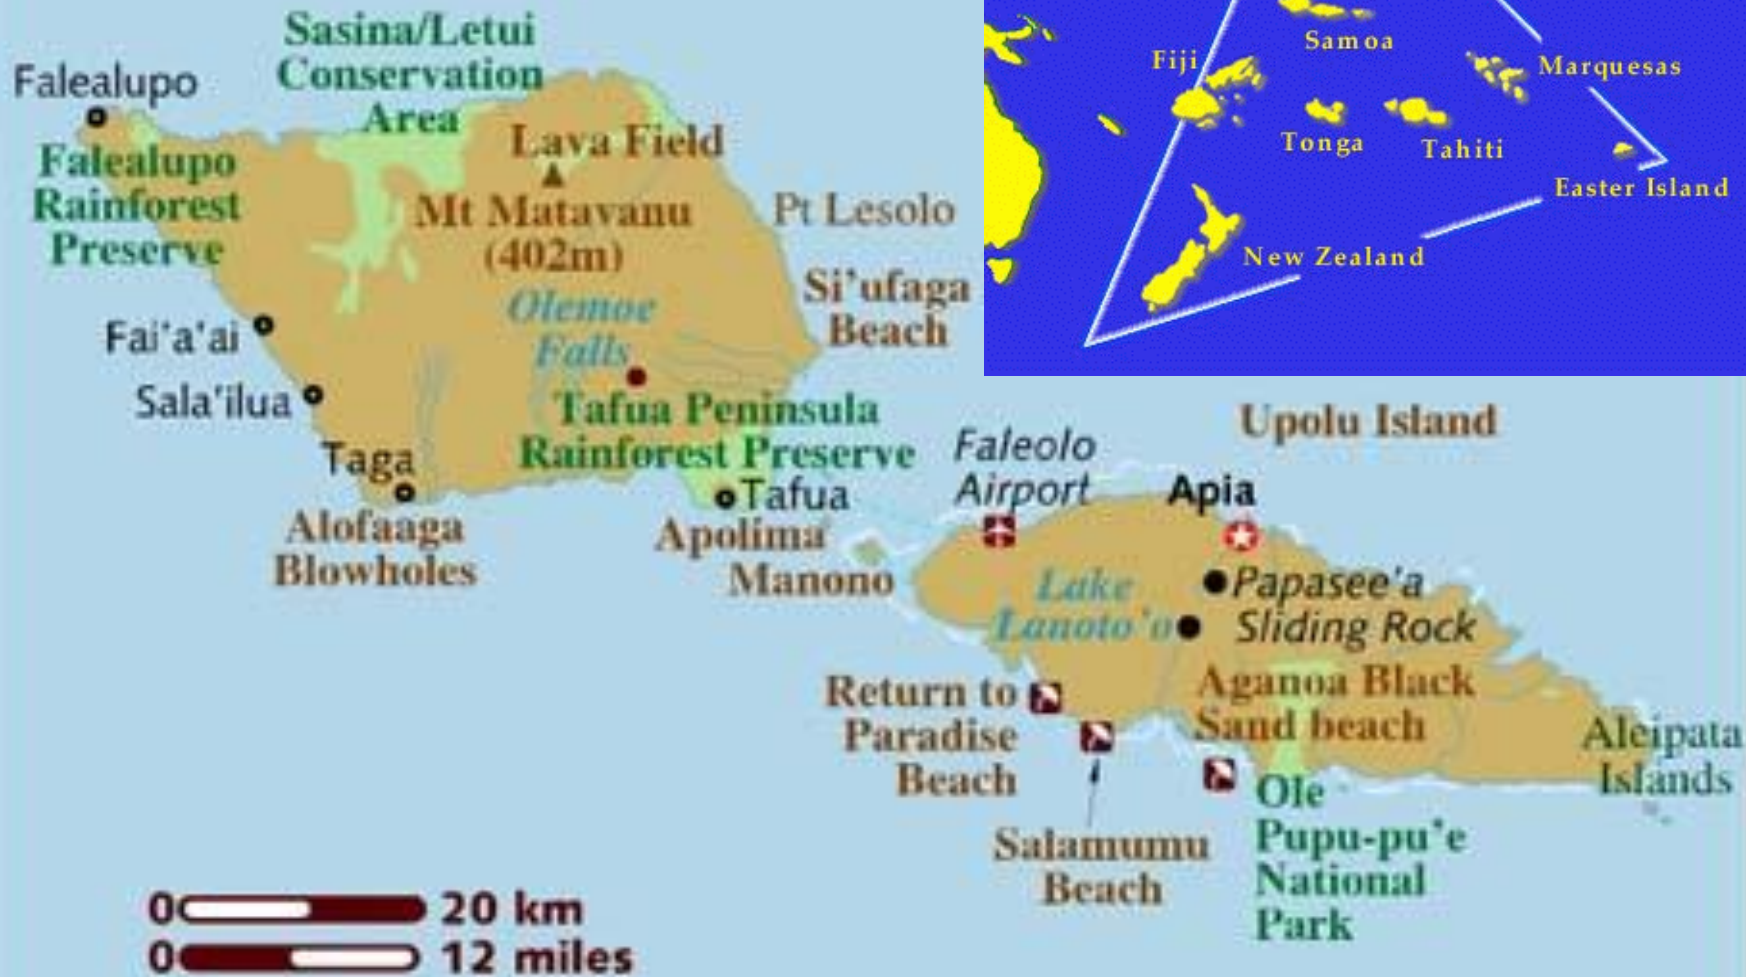 Sasina/Letui
Conservation
Area
Falealupo
Falealupo
Rainforest
Preserve
Lava Field
Mt Matavanu
(402m)
Pt Lesolo
Si'ufaga
Beach
Olemoe
Falls
Fai'a'ai
Sala'ilua
Taga
Tafua Peninsula
Rainforest Preserve
Tafua
Alofaaga
Blowholes
Apolima
Manono
Faleolo
Airport
Upolu Island
Apia
Papasee'a
Sliding Rock
Lake
Lanoto'o
Return to
Paradise
Beach
Aganoa Black
Sand beach
Aleipata
Islands
Salamumu
Beach
Ole
Pupu-pu'e
National
Park
0 20 km
0 12 miles
Samoa
Fiji
Marquesas
Tonga
Tahiti
Easter Island
New Zealand